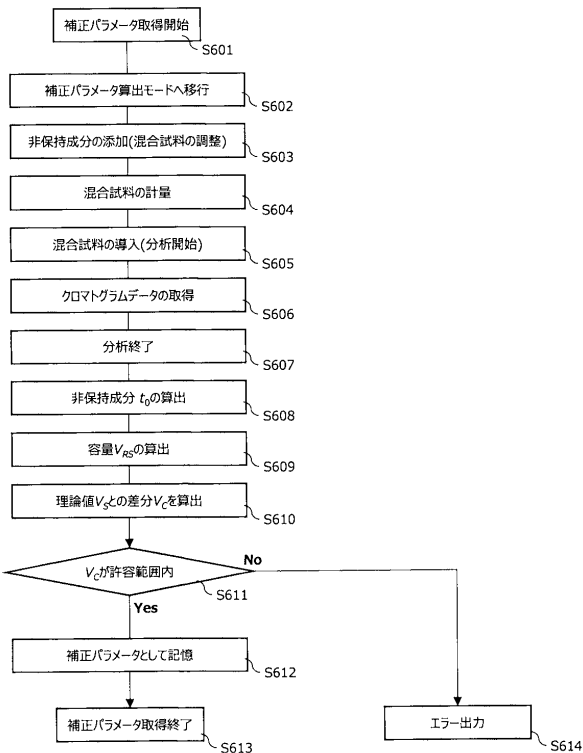 補正パラメータ取得開始
S601
補正パラメータ算出モードへ移行
S602
非保持成分の添加(混合試料の調整)
S603
混合試料の計量
S604
混合試料の導入(分析開始)
S605
クロマトグラムデータの取得
S606
分析終了
S607
非保持成分 t0の算出
S608
容量VRSの算出
S609
理論値VSとの差分VCを算出
S610
VCが許容範囲内
No
S611
Yes
補正パラメータとして記憶
S612
補正パラメータ取得終了
S613
エラー出力
S614